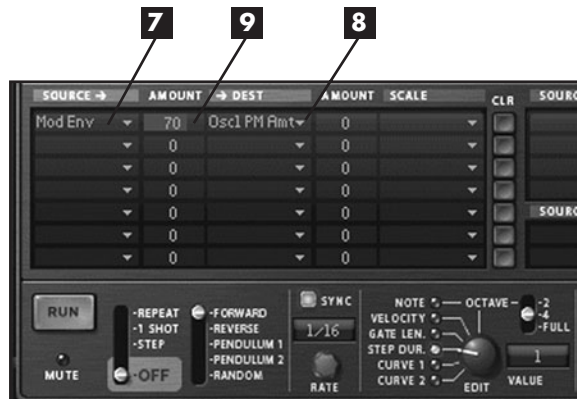 7 9 8
SOURCE → AMOUNT → DEST AMOUNT SCALE CLR SOURC
Mod Env 70 Osc1 PM Amt 0
0 0
0 0
0 0
0 0 SOURC
0 0
0 0
RUN
MUTE
-REPEAT
-1 SHOT
-STEP
-OFF
-FORWARD
-REVERSE
-PENDULUM 1
-PENDULUM 2
-RANDOM
SYNC
1/16
RATE
NOTE
VELOCITY
GATE LEN.
STEP DUR.
CURVE 1
CURVE 2
EDIT
OCTAVE
-2
-4
-FULL
1
VALUE